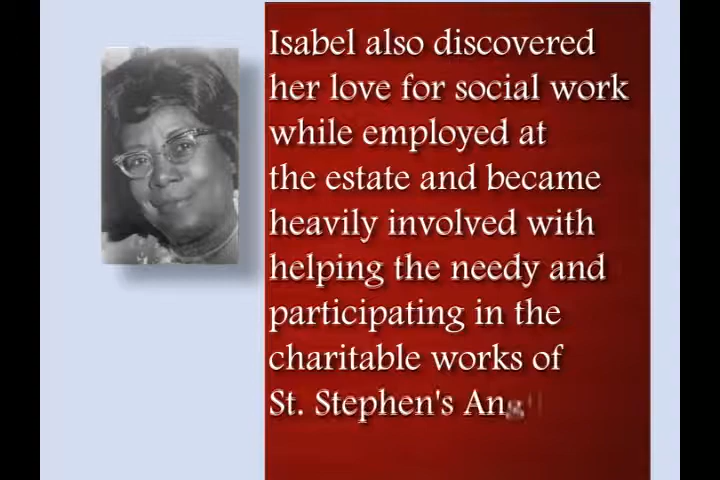 Isabel also discovered
her love for social work
while employed at
the estate and became
heavily involved with
helping the needy and
participating in the
charitable works of
St. Stephen's